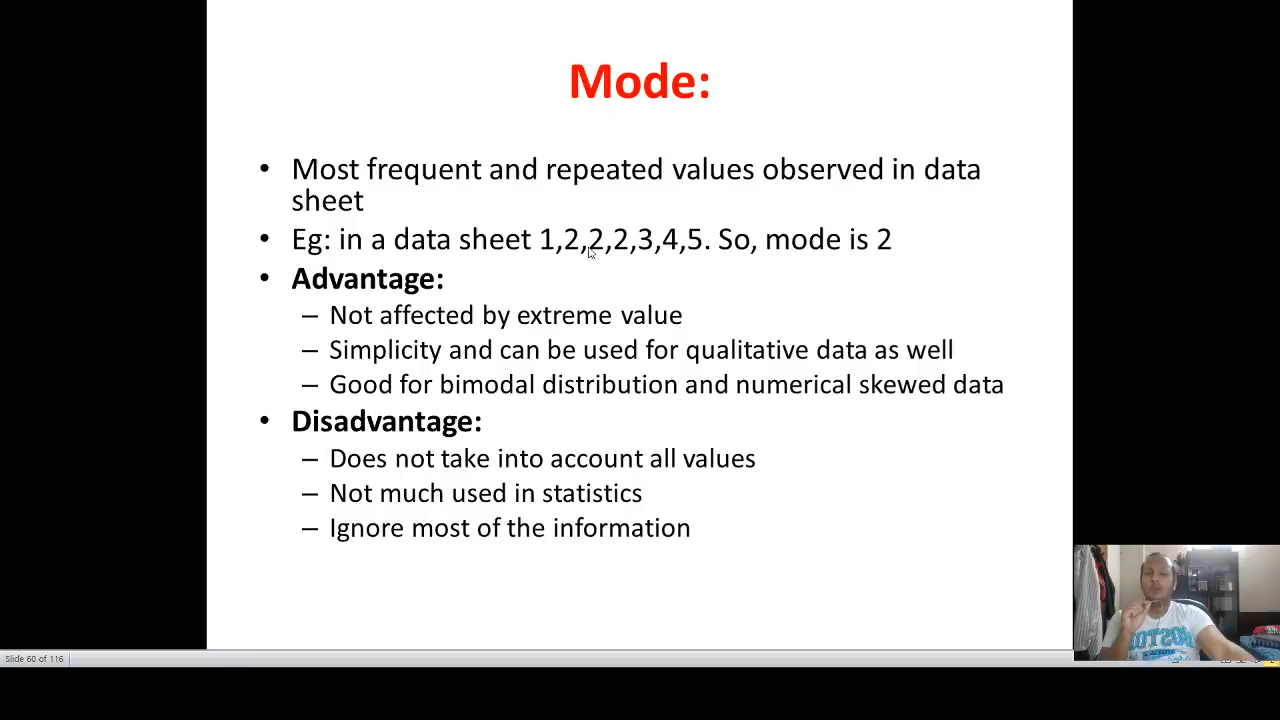 Mode:
• Most frequent and repeated values observed in data
sheet
• Eg: in a data sheet 1,2,2,2,3,4,5. So, mode is 2
• Advantage:
– Not affected by extreme value
– Simplicity and can be used for qualitative data as well
– Good for bimodal distribution and numerical skewed data
• Disadvantage:
– Does not take into account all values
– Not much used in statistics
– Ignore most of the information
BOSTON
Slide 60 of 116